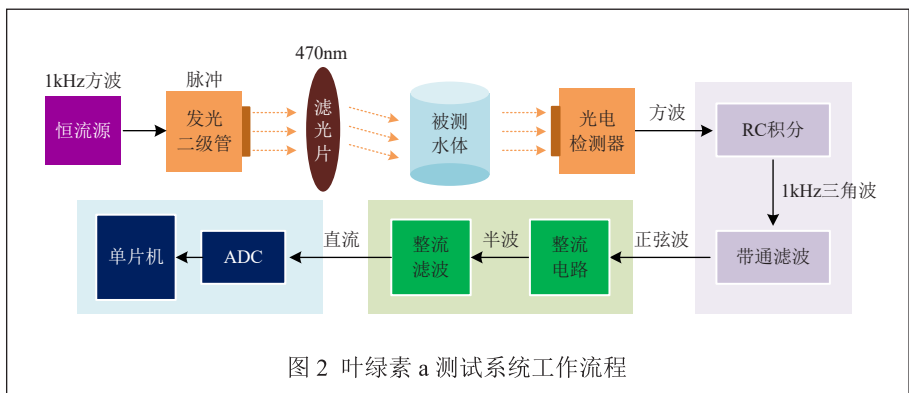 470nm
1kHz方波
恒流源
脉冲
发光
二级管
滤
光
片
被测
水体
光电
检测器
方波
RC积分
1kHz三角波
带通滤波
正弦波
整流
电路
半波
整流
滤波
直流
ADC
单片机
图 2 叶绿素 a 测试系统工作流程